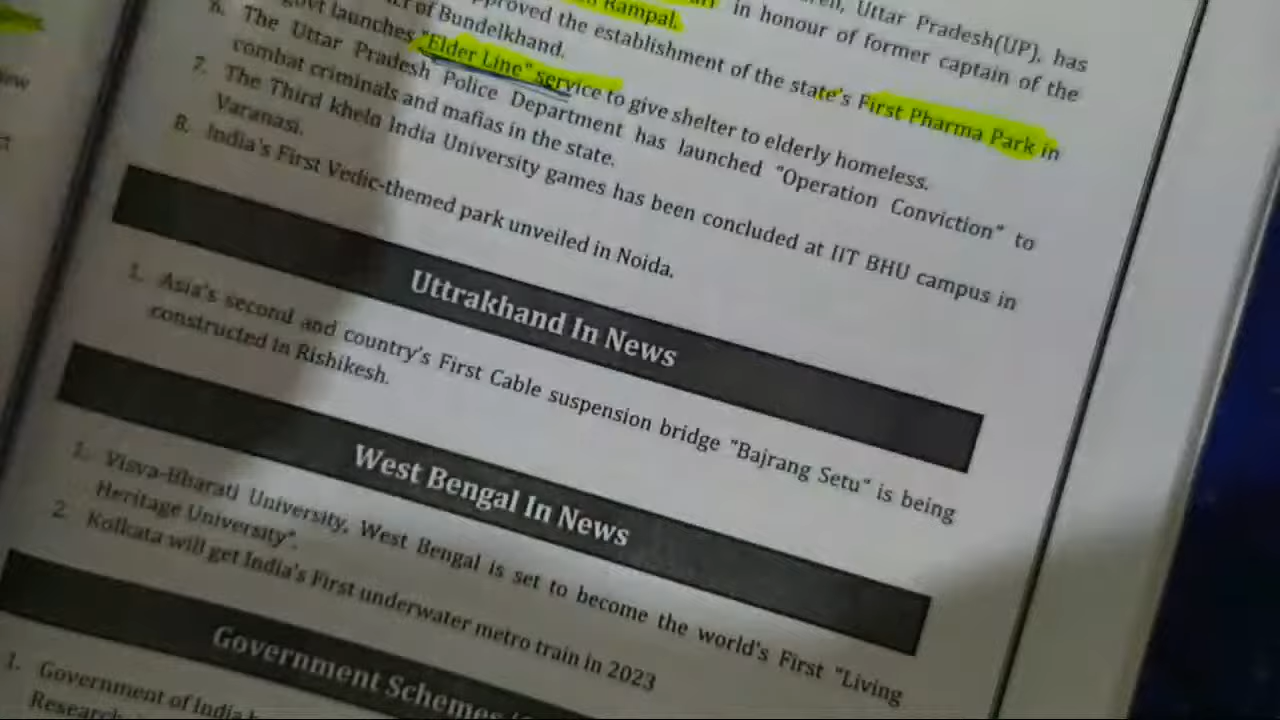 Uttar Pradesh(UP), has
Rampal. in honour of former captain of the
the establishment of the state's First Pharma Park in
of Bundelkhand.
govt launches "Elder Line" service to give shelter to elderly homeless.
6. The Uttar Pradesh Police Department has launched "Operation Conviction" to
combat criminals and mafias in the state.
7. The Third khelo India University games has been concluded at IIT BHU campus in
Varanasi.
8. India's First Vedic-themed park unveiled in Noida.
Uttrakhand In News
1. Asia's second and country's First Cable suspension bridge "Bajrang Setu" is being
constructed in Rishikesh.
West Bengal In News
1. Visva-Bharati University, West Bengal is set to become the world's First "Living
Heritage University".
2. Kolkata will get India's First underwater metro train in 2023
Government Schemes
1. Government of India
Research